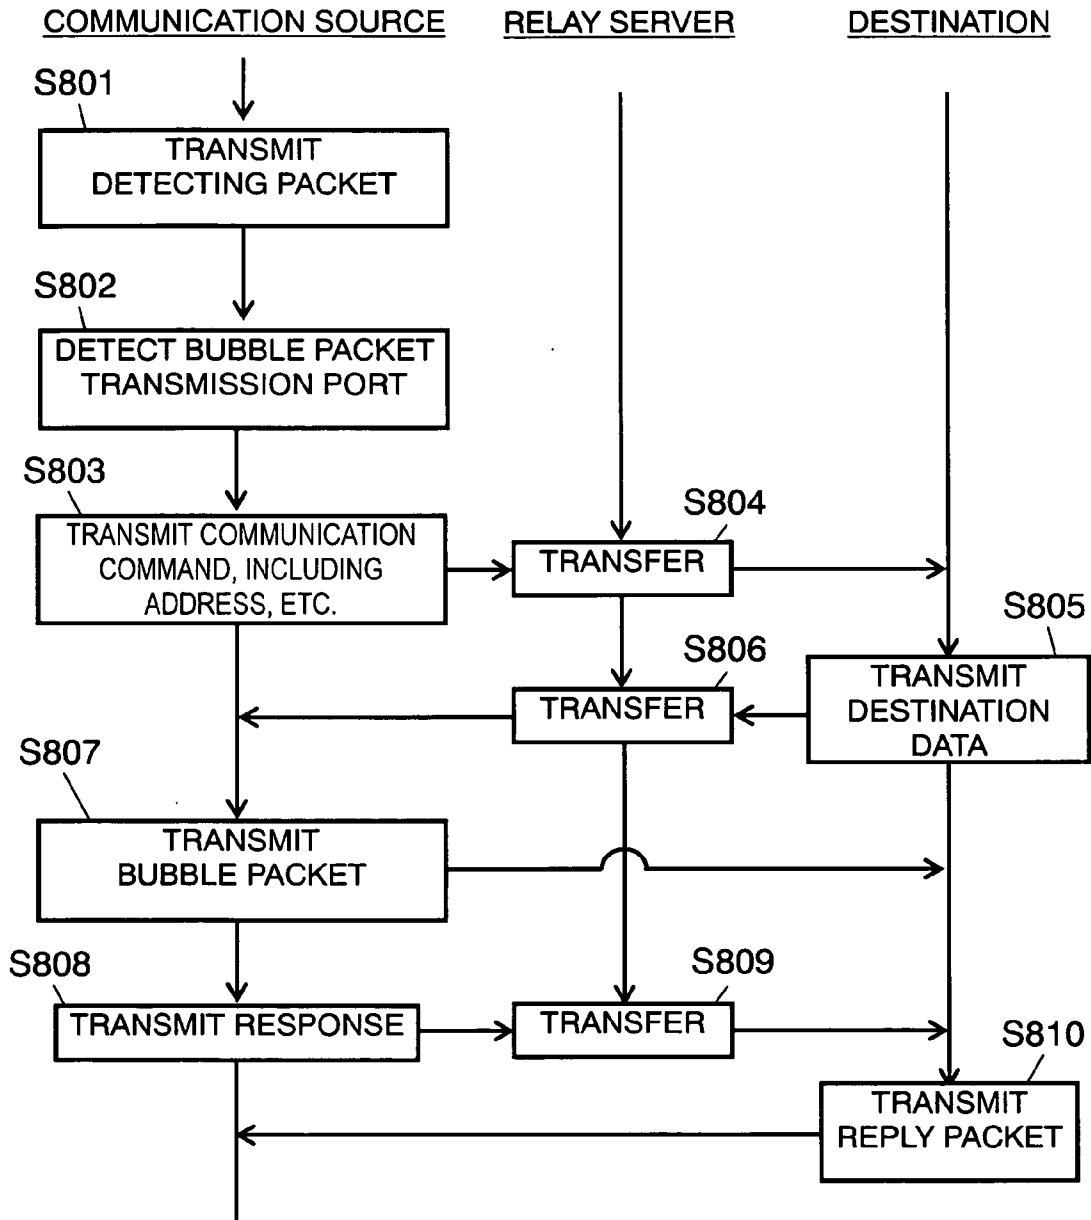 COMMUNICATION SOURCE
RELAY SERVER
DESTINATION
S801
TRANSMIT
DETECTING PACKET
S802
DETECT BUBBLE PACKET
TRANSMISSION PORT
S803
TRANSMIT COMMUNICATION
COMMAND, INCLUDING
ADDRESS, ETC.
S804
TRANSFER
S805
TRANSMIT
DESTINATION
DATA
S806
TRANSFER
S807
TRANSMIT
BUBBLE PACKET
S808
TRANSMIT RESPONSE
S809
TRANSFER
S810
TRANSMIT
REPLY PACKET